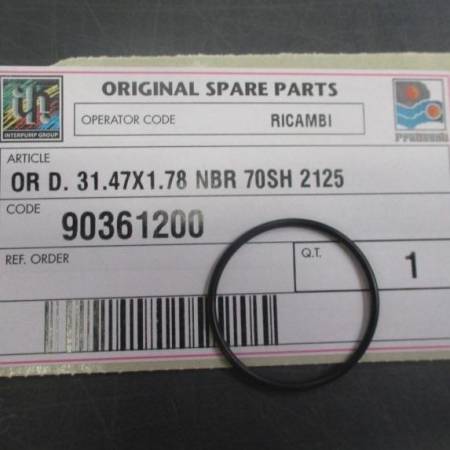 ORIGINAL SPARE PARTS
INTERPUMP GROUP
OPERATOR CODE RICAMBI
Pratissoli
ARTICLE
OR D. 31.47X1.78 NBR 70SH 2125
CODE
90361200
REF. ORDER
Q.T. 1